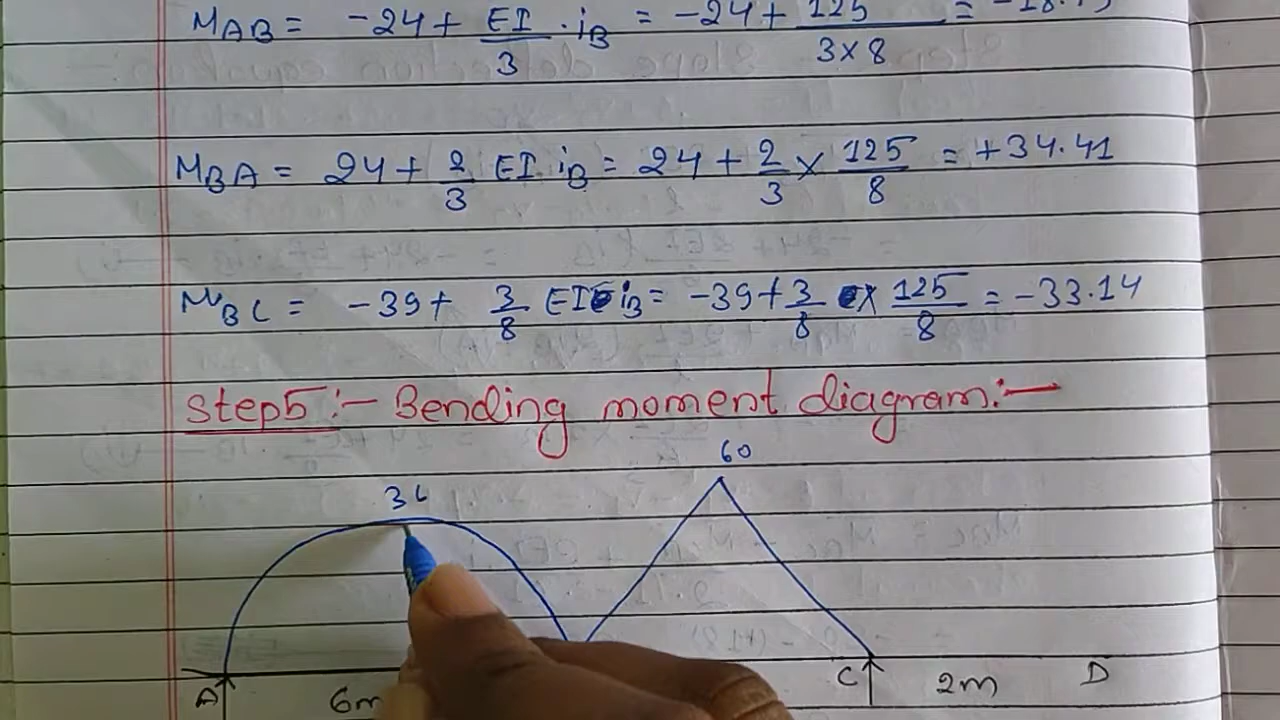 MAB = -24 + EI/3 · iB = -24 + 125/3×8
MBA = 24 + 2/3 EI · iB = 24 + 2/3 × 125/8 = +34.41
MBC = -39 + 3/8 EI iB = -39 + 3/8 × 125/8 = -33.14
Step5 :- Bending moment diagram:-
60
A 6m C 2m D